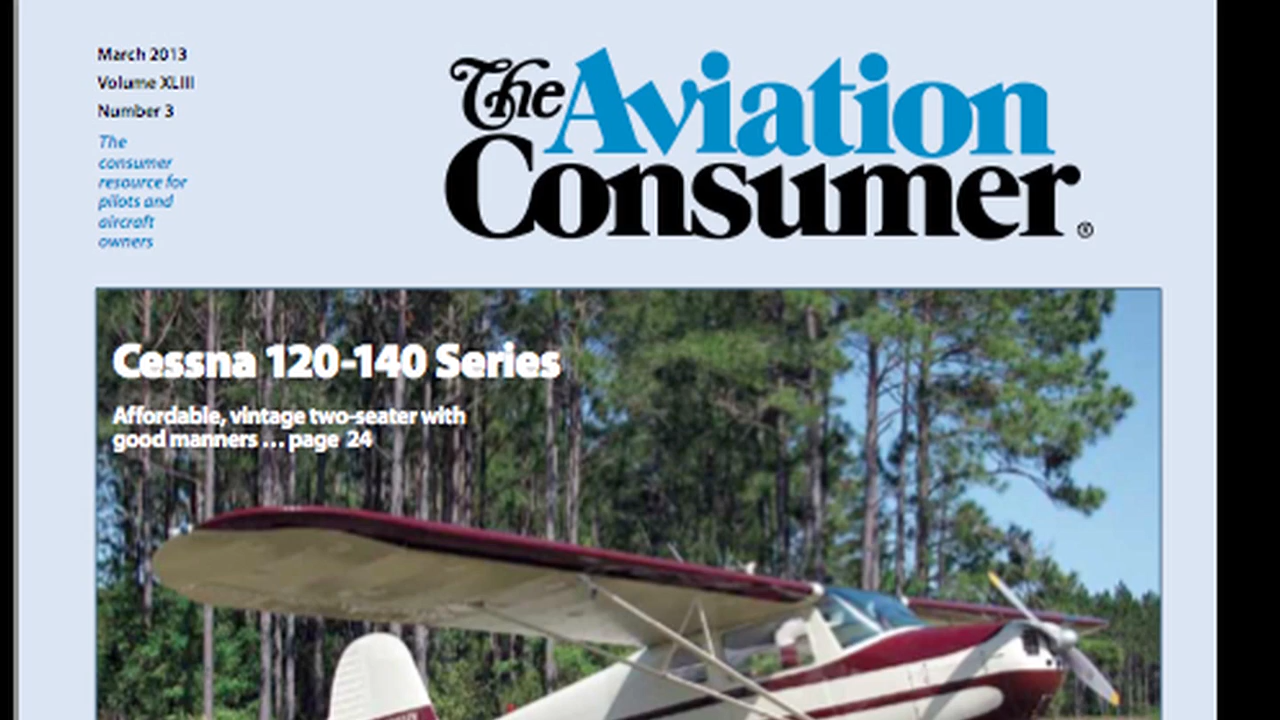 March 2013
Volume XLIII
Number 3
The
consumer
resource for
pilots and
aircraft
owners
The Aviation
Consumer®
Cessna 120-140 Series
Affordable, vintage two-seater with
good manners … page 24